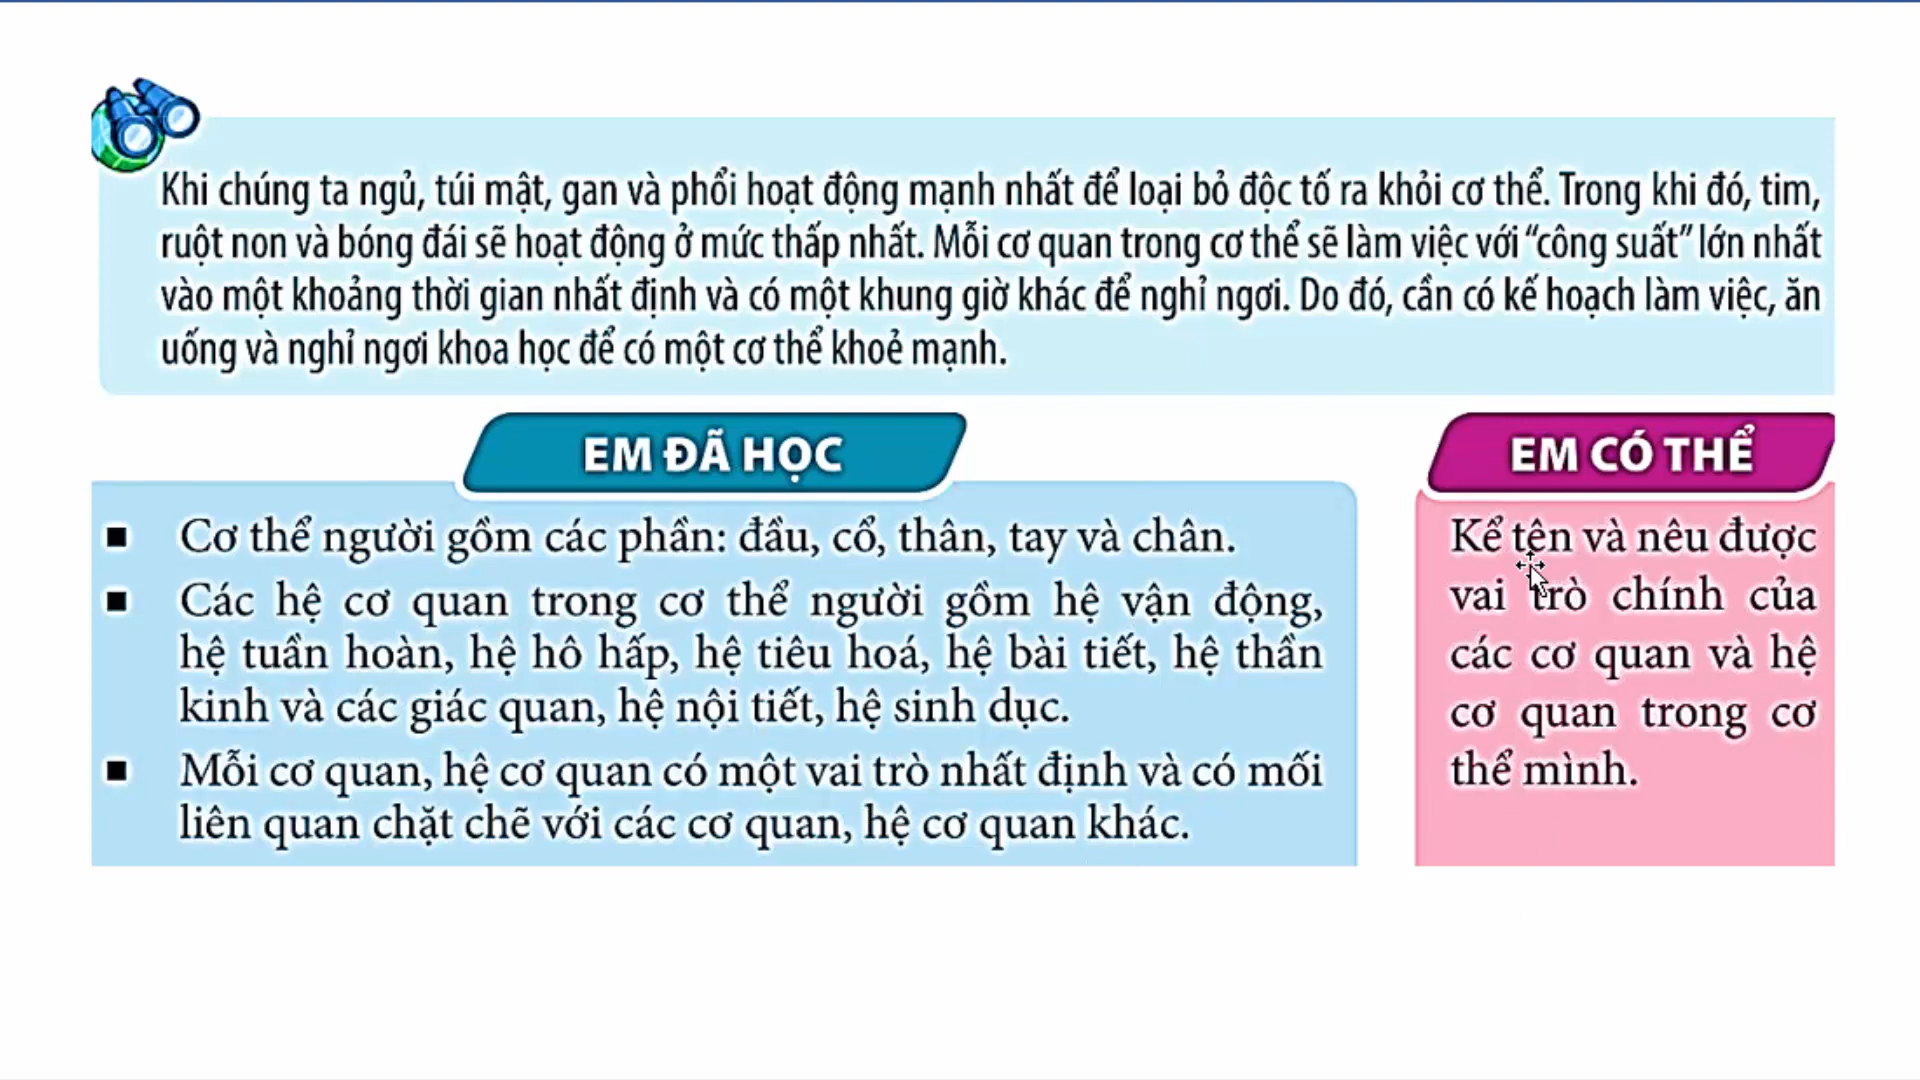 Khi chúng ta ngủ, túi mật, gan và phổi hoạt động mạnh nhất để loại bỏ độc tố ra khỏi cơ thể. Trong khi đó, tim,
ruột non và bóng đái sẽ hoạt động ở mức thấp nhất. Mỗi cơ quan trong cơ thể sẽ làm việc với “công suất” lớn nhất
vào một khoảng thời gian nhất định và có một khung giờ khác để nghỉ ngơi. Do đó, cần có kế hoạch làm việc, ăn
uống và nghỉ ngơi khoa học để có một cơ thể khoẻ mạnh.
EM ĐÃ HỌC
▪ Cơ thể người gồm các phần: đầu, cổ, thân, tay và chân.
▪ Các hệ cơ quan trong cơ thể người gồm hệ vận động,
hệ tuần hoàn, hệ hô hấp, hệ tiêu hoá, hệ bài tiết, hệ thần
kinh và các giác quan, hệ nội tiết, hệ sinh dục.
▪ Mỗi cơ quan, hệ cơ quan có một vai trò nhất định và có mối
liên quan chặt chẽ với các cơ quan, hệ cơ quan khác.
EM CÓ THỂ
Kể tên và nêu được
vai trò chính của
các cơ quan và hệ
cơ quan trong cơ
thể mình.